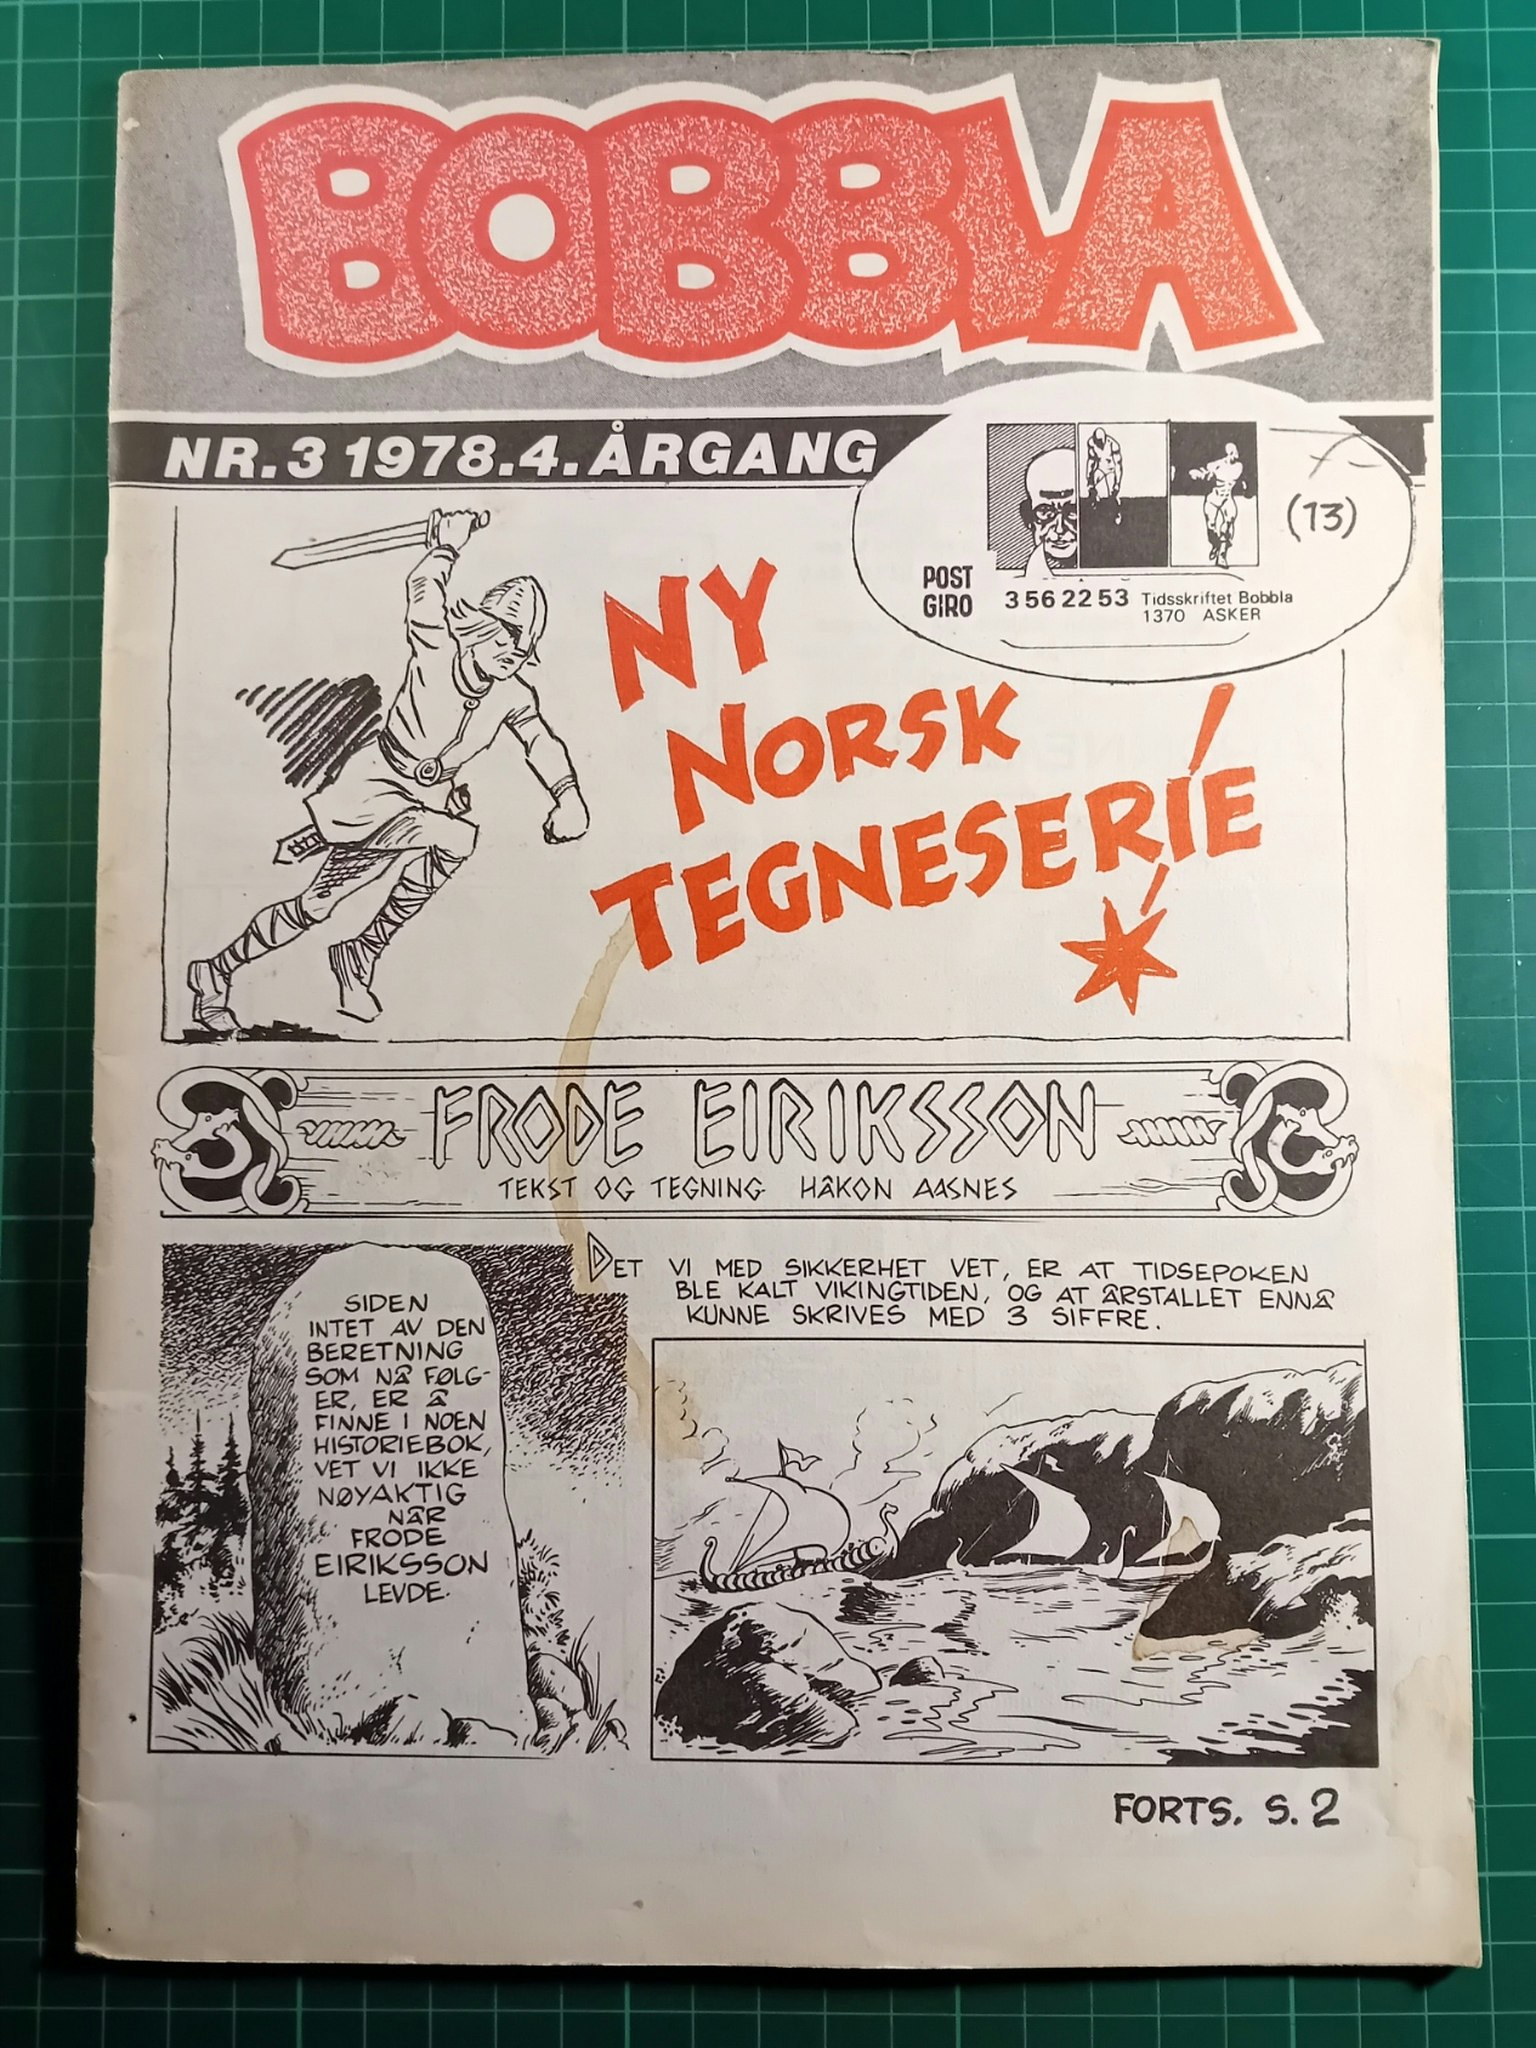 BOBBLA
NR. 3 1978. 4. ÅRGANG
(13)
POST
GIRO
3 56 22 53
Tidsskriftet Bobbla
1370 ASKER
NY
NORSK
TEGNESERIE
FRODE EIRIKSSON
TEKST OG TEGNING HÅKON AASNES
SIDEN
INTET AV DEN
BERETNING
SOM NÅ FØLG-
ER, ER Å
FINNE I NOEN
HISTORIEBOK,
VET VI IKKE
NØYAKTIG
NÅR
FRODE
EIRIKSSON
LEVDE.
DET VI MED SIKKERHET VET, ER AT TIDSEPOKEN
BLE KALT VIKINGTIDEN, OG AT ÅRSTALLET ENNÅ
KUNNE SKRIVES MED 3 SIFFRE.
FORTS. S. 2